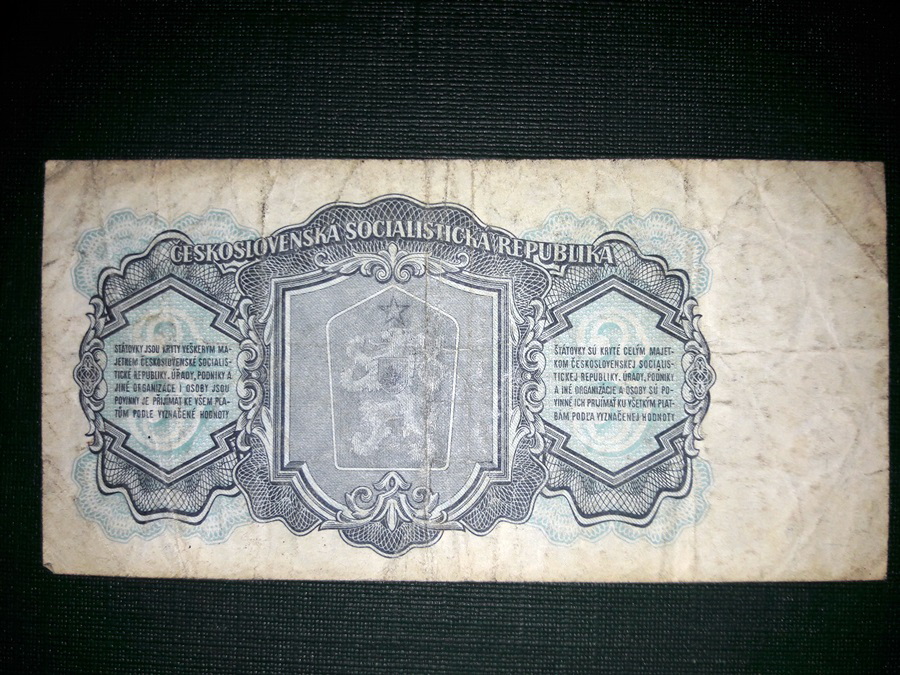 ČESKOSLOVENSKÁ SOCIALISTICKÁ REPUBLIKA
STÁTOVKY JSOU KRYTY VEŠKERÝM MA-
JETKEM ČESKOSLOVENSKÉ SOCIALIS-
TICKÉ REPUBLIKY. ÚŘADY, PODNIKY A
JINÉ ORGANIZACE I OSOBY JSOU
POVINNY JE PŘIJÍMAT KE VŠEM PLA-
TŮM PODLE VYZNAČENÉ HODNOTY
ŠTÁTOVKY SÚ KRYTÉ CELÝM MAJET-
KOM ČESKOSLOVENSKEJ SOCIALIS-
TICKEJ REPUBLIKY. ÚRADY, PODNIKY
A INÉ ORGANIZÁCIE A OSOBY SÚ PO-
VINNÉ ICH PRIJÍMAŤ KU VŠETKÝM PLAT-
BÁM PODĽA VYZNAČENEJ HODNOTY
3
3